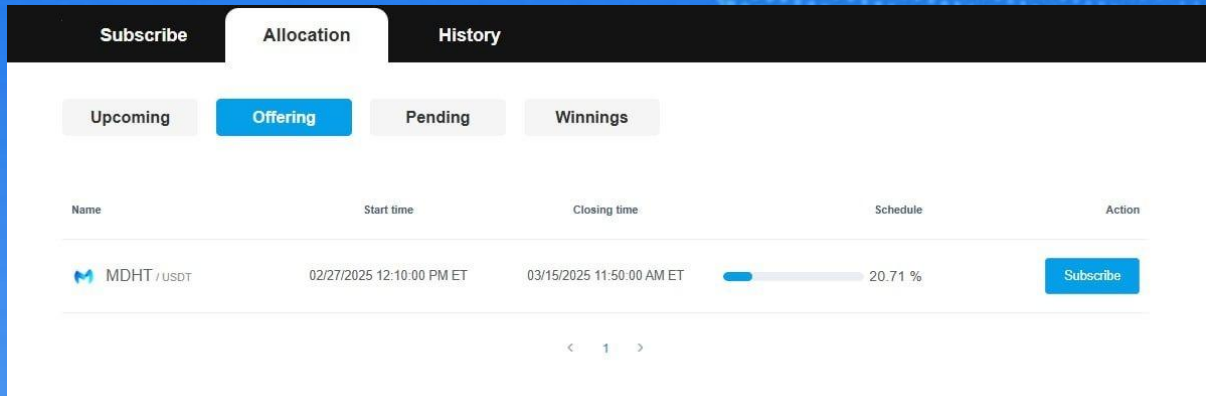 Subscribe Allocation History
Upcoming Offering Pending Winnings
Name Start time Closing time Schedule Action
MDHT / USDT 02/27/2025 12:10:00 PM ET 03/15/2025 11:50:00 AM ET 20.71 % Subscribe
< 1 >